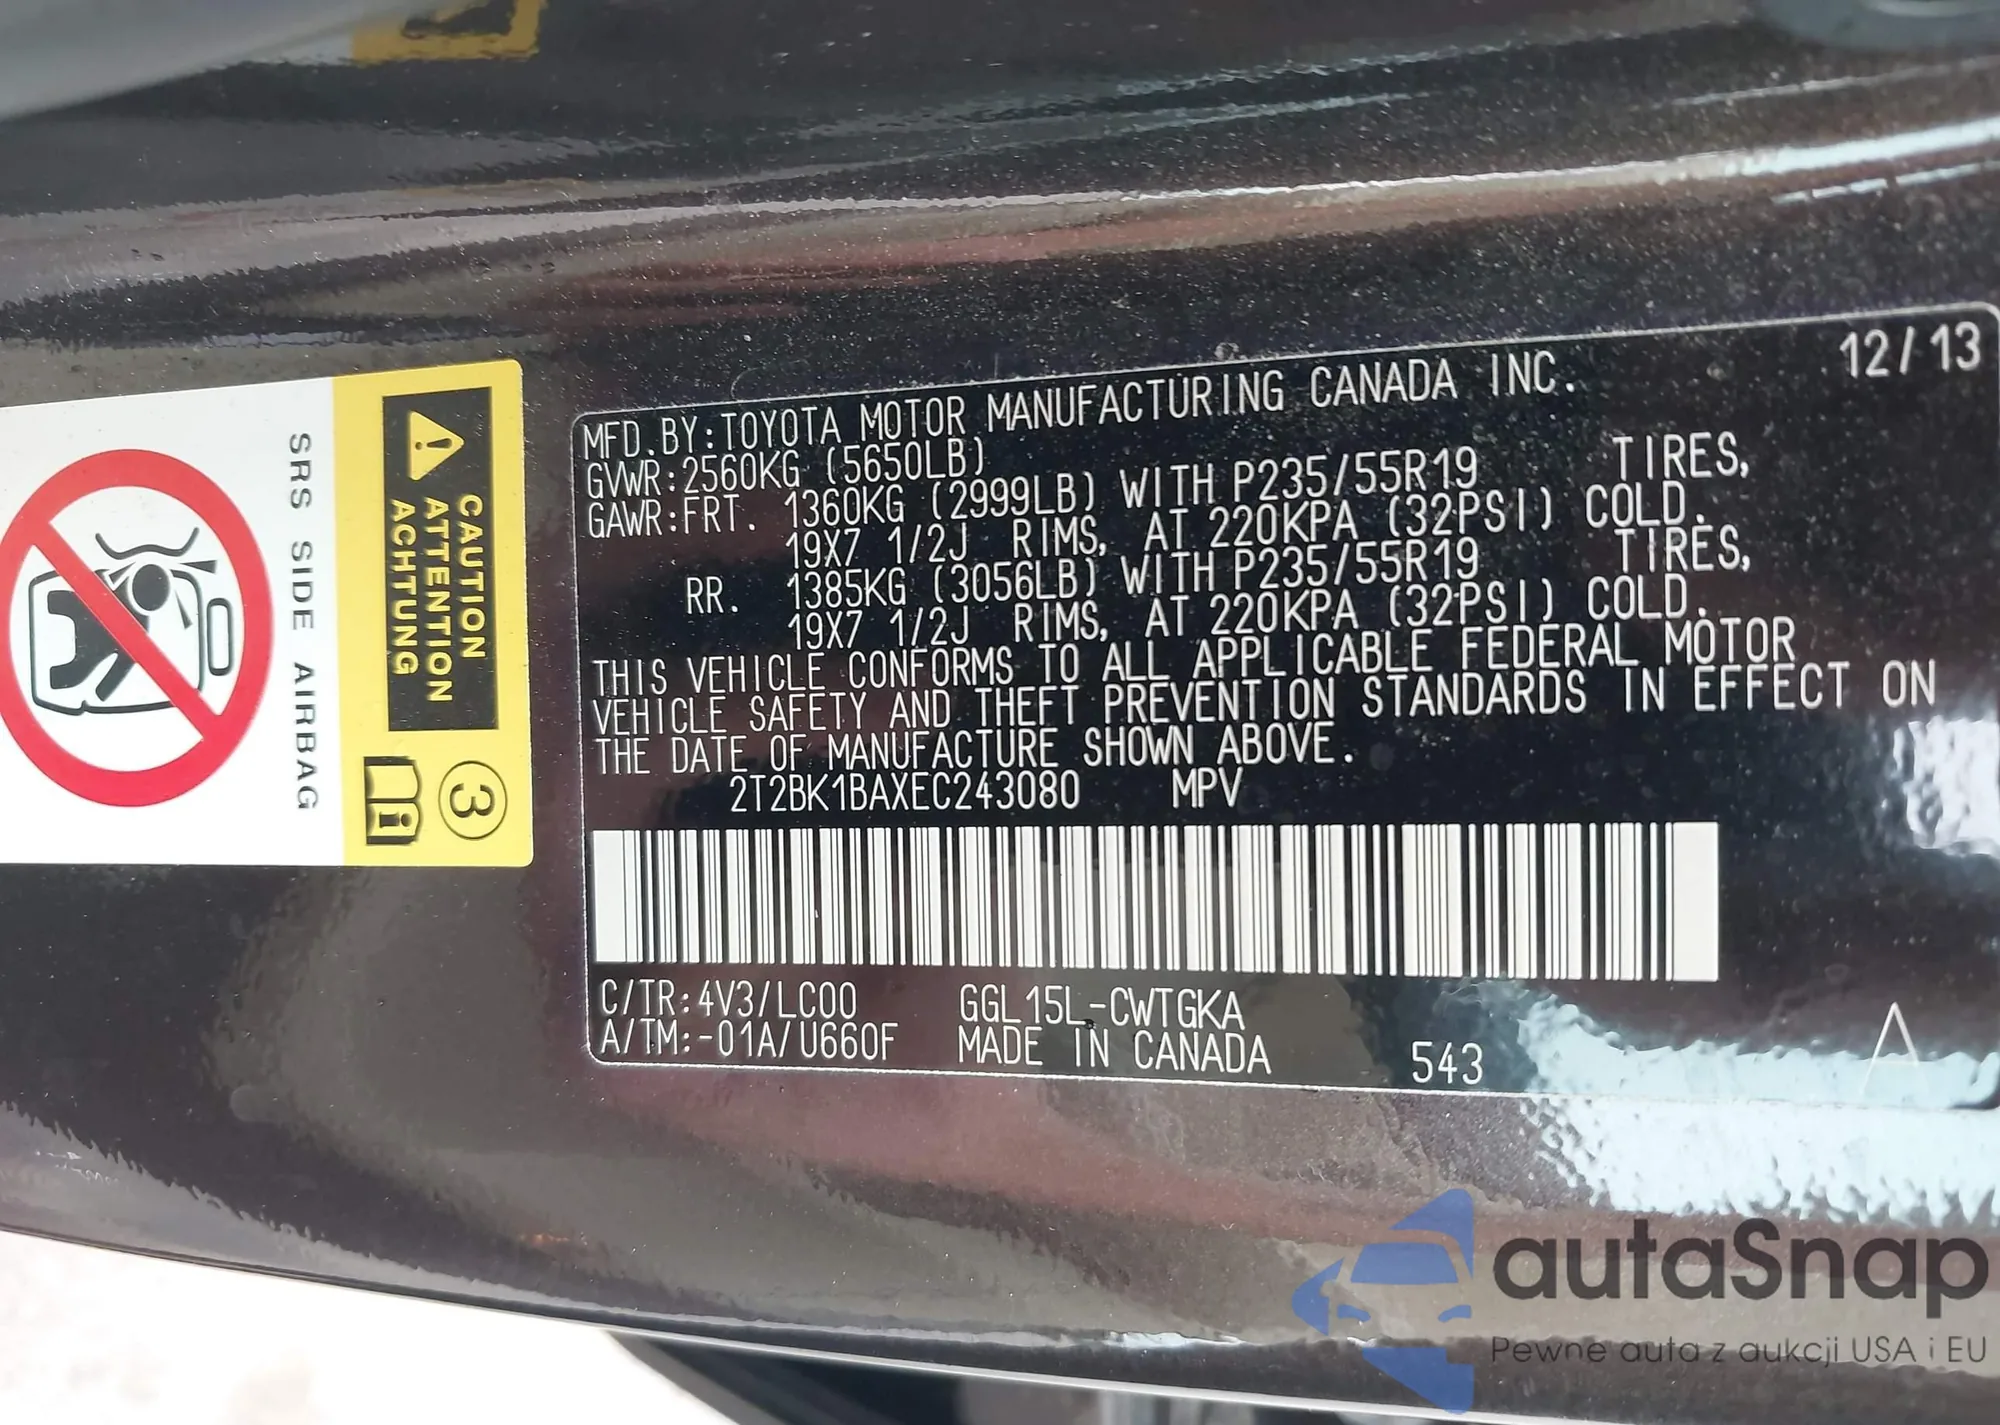 12/13
MFD.BY:TOYOTA MOTOR MANUFACTURING CANADA INC.
GVWR:2560KG (5650LB)
GAWR:FRT. 1360KG (2999LB) WITH P235/55R19 TIRES,
19X7 1/2J RIMS, AT 220KPA (32PSI) COLD.
RR. 1385KG (3056LB) WITH P235/55R19 TIRES,
19X7 1/2J RIMS, AT 220KPA (32PSI) COLD.
THIS VEHICLE CONFORMS TO ALL APPLICABLE FEDERAL MOTOR
VEHICLE SAFETY AND THEFT PREVENTION STANDARDS IN EFFECT ON
THE DATE OF MANUFACTURE SHOWN ABOVE.
2T2BK1BAXEC243080 MPV
C/TR:4V3/LC00 GGL15L-CWTGKA
A/TM:-01A/U660F MADE IN CANADA 543
CAUTION
ATTENTION
ACHTUNG
3
i
SRS SIDE AIRBAG
autaSnap
Pewne auta z aukcji USA i EU